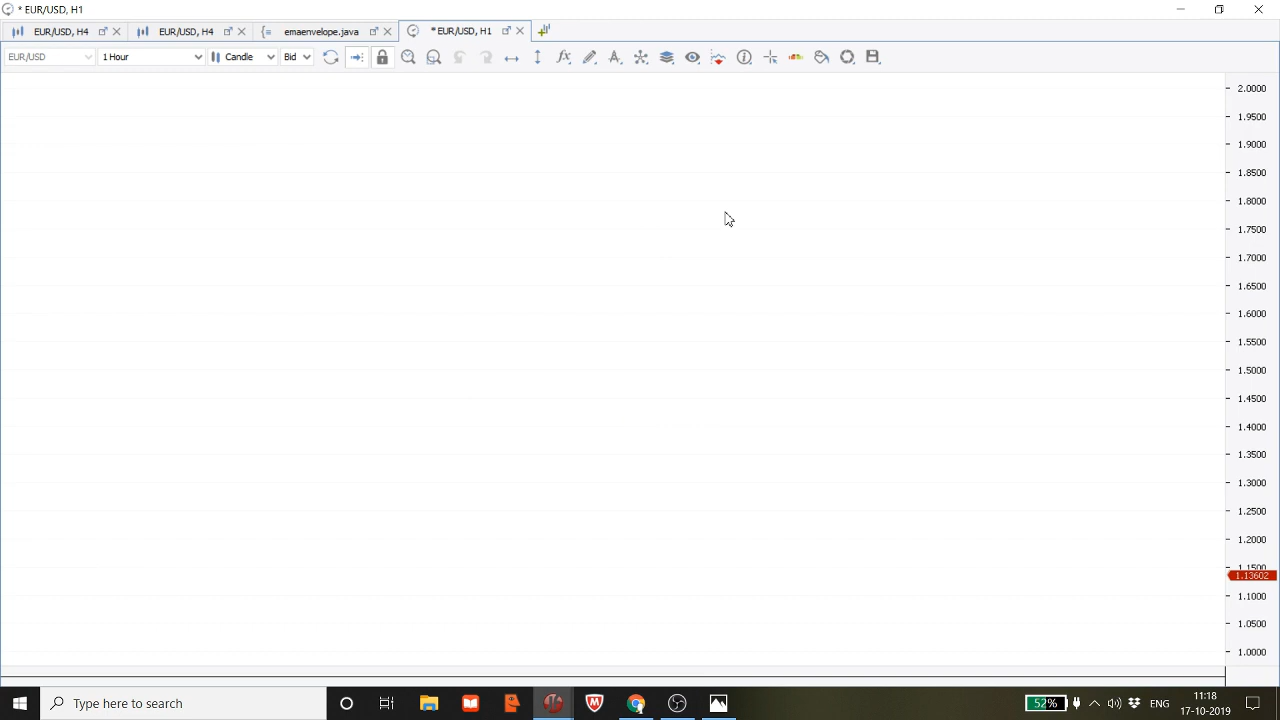 * EUR/USD, H1
EUR/USD, H4
EUR/USD, H4
emaenvelope.java
* EUR/USD, H1
EUR/USD
1 Hour
Candle
Bid
2.0000
1.9500
1.9000
1.8500
1.8000
1.7500
1.7000
1.6500
1.6000
1.5500
1.5000
1.4500
1.4000
1.3500
1.3000
1.2500
1.2000
1.1500
1.13602
1.1000
1.0500
1.0000
Type here to search
52%
ENG
11:18
17-10-2019